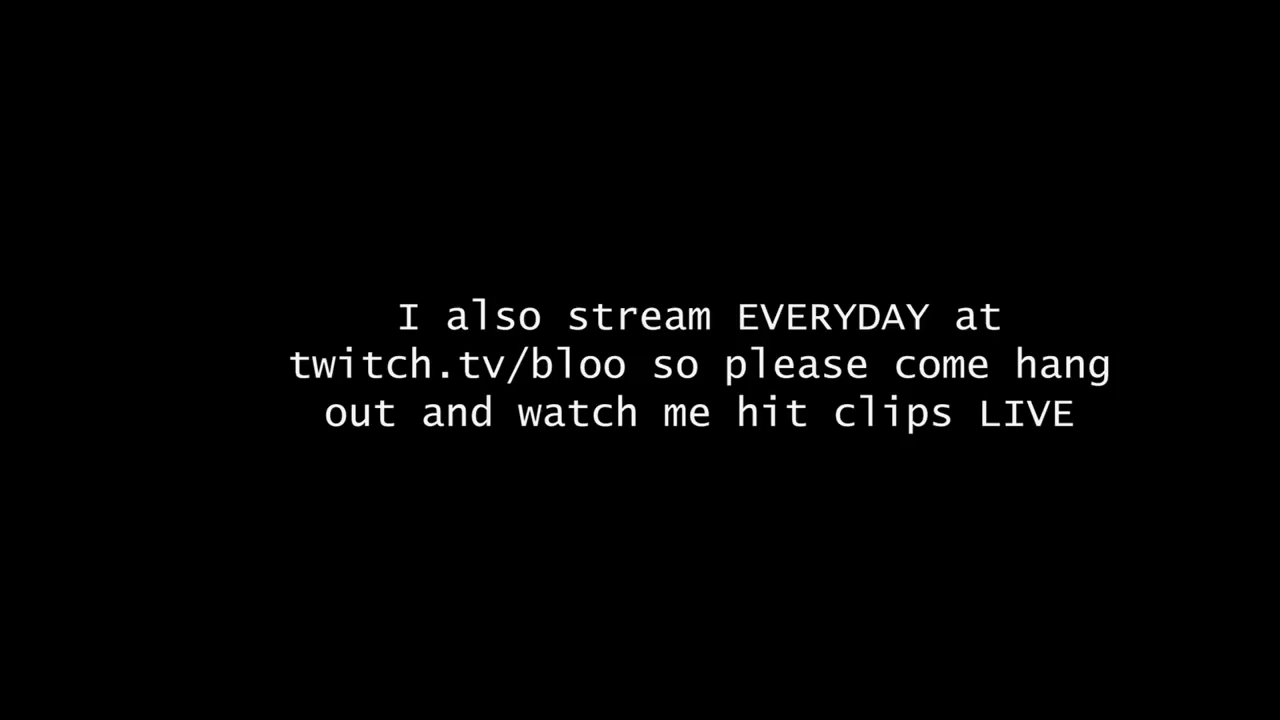 I also stream EVERYDAY at
twitch.tv/bloo so please come hang
out and watch me hit clips LIVE